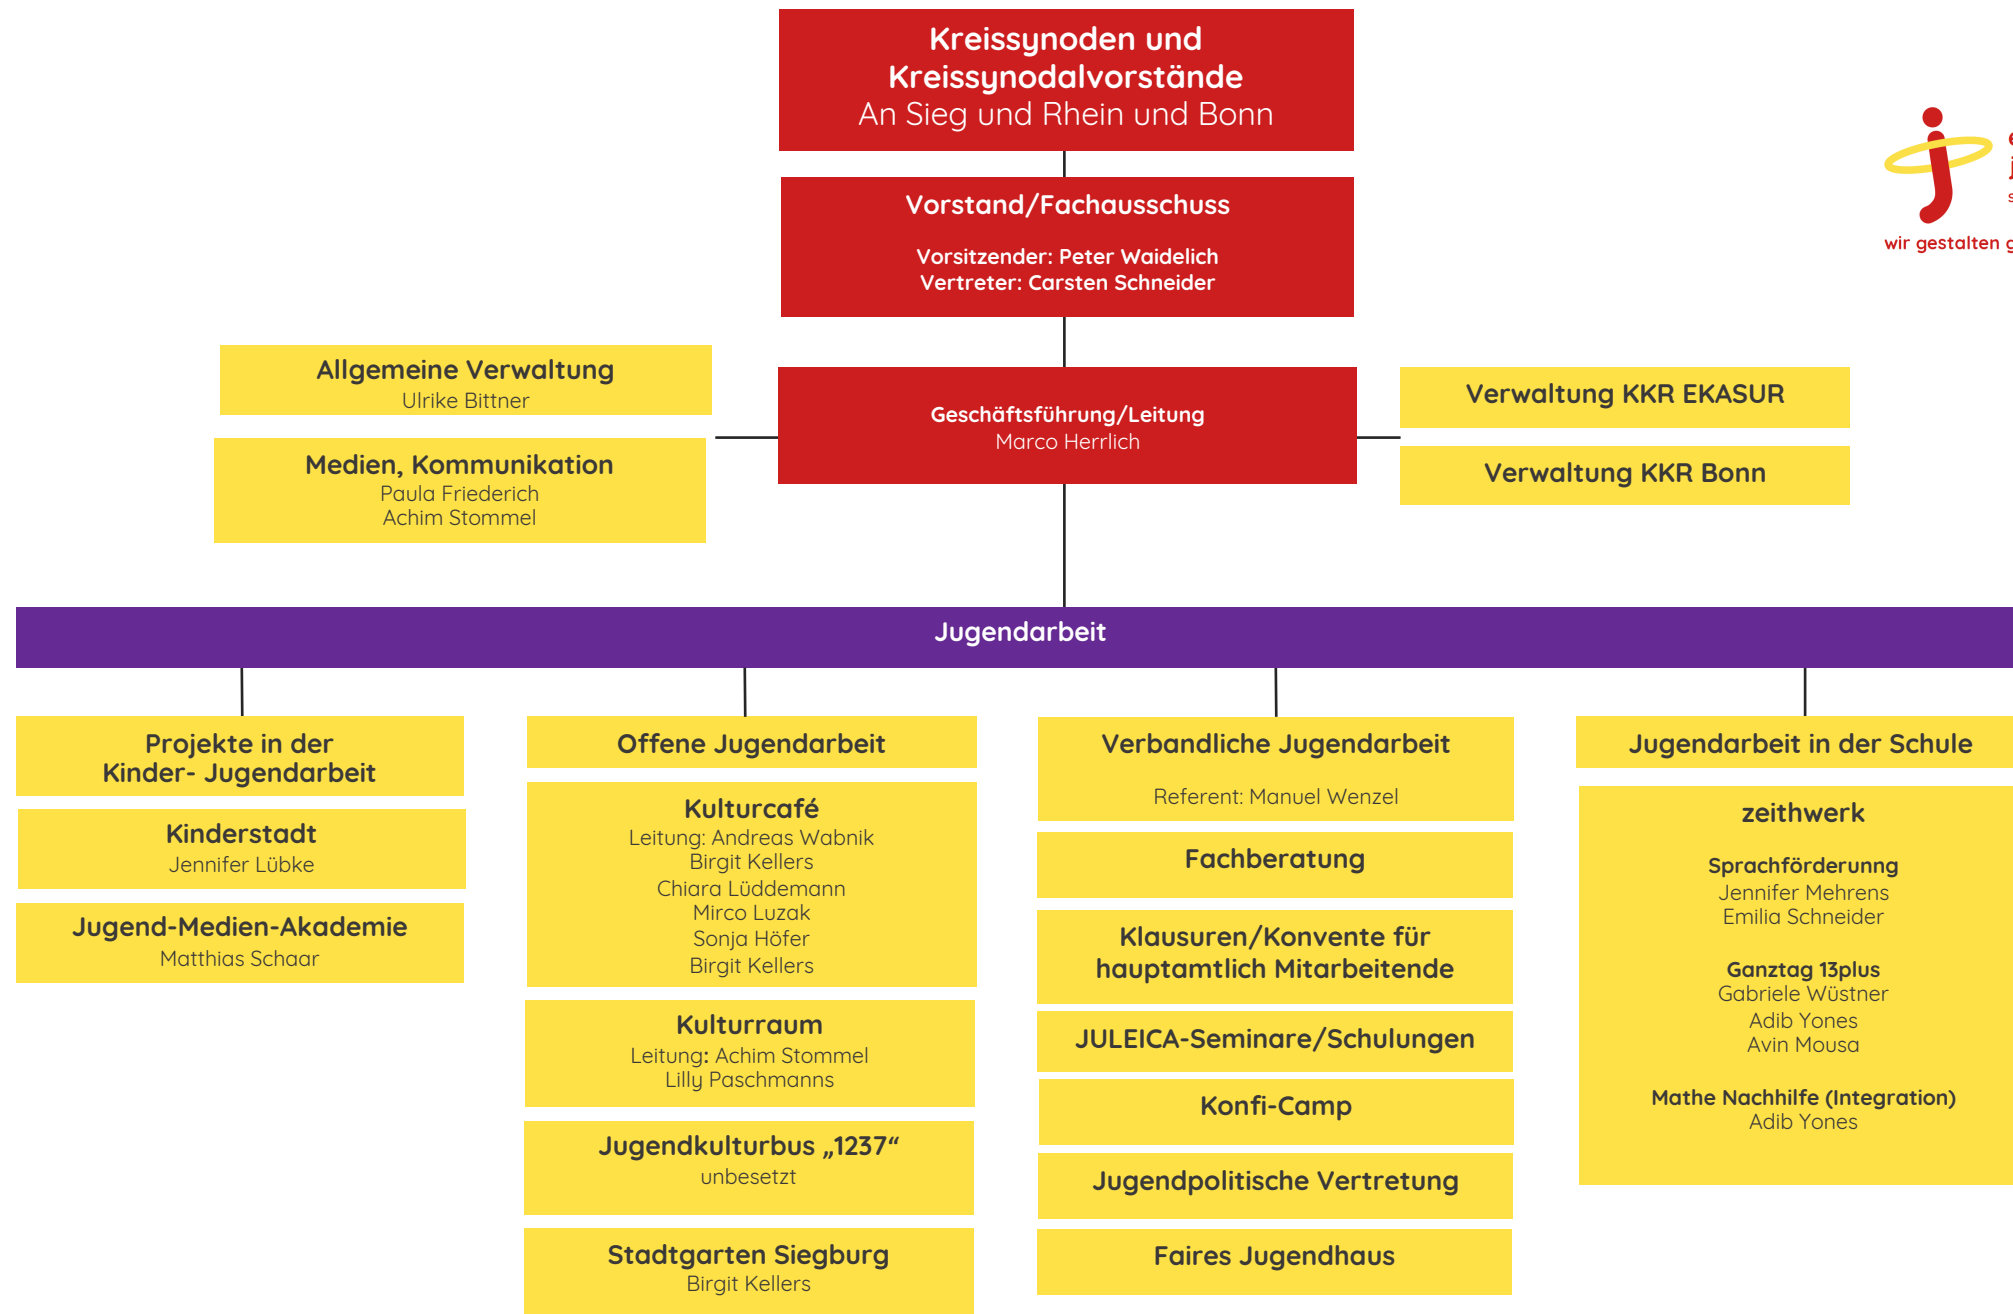 Kreissynoden und
Kreissynodalvorstände
An Sieg und Rhein und Bonn
wir gestalten
Vorstand/Fachausschuss
Vorsitzender: Peter Waidelich
Vertreter: Carsten Schneider
Allgemeine Verwaltung
Ulrike Bittner
Medien, Kommunikation
Paula Friederich
Achim Stommel
Geschäftsführung/Leitung
Marco Herrlich
Verwaltung KKR EKASUR
Verwaltung KKR Bonn
Jugendarbeit
Projekte in der
Kinder- Jugendarbeit
Kinderstadt
Jennifer Lübke
Jugend-Medien-Akademie
Matthias Schaar
Offene Jugendarbeit
Kulturcafé
Leitung: Andreas Wabnik
Birgit Kellers
Chiara Lüddemann
Mirco Luzak
Sonja Höfer
Birgit Kellers
Kulturraum
Leitung: Achim Stommel
Lilly Paschmanns
Jugendkulturbus „1237“
unbesetzt
Stadtgarten Siegburg
Birgit Kellers
Verbandliche Jugendarbeit
Referent: Manuel Wenzel
Fachberatung
Klausuren/Konvente für
hauptamtlich Mitarbeitende
JULEICA-Seminare/Schulungen
Konfi-Camp
Jugendpolitische Vertretung
Faires Jugendhaus
Jugendarbeit in der Schule
zeithwerk
Sprachförderunng
Jennifer Mehrens
Emilia Schneider
Ganztag 13plus
Gabriele Wüstner
Adib Yones
Avin Mousa
Mathe Nachhilfe (Integration)
Adib Yones